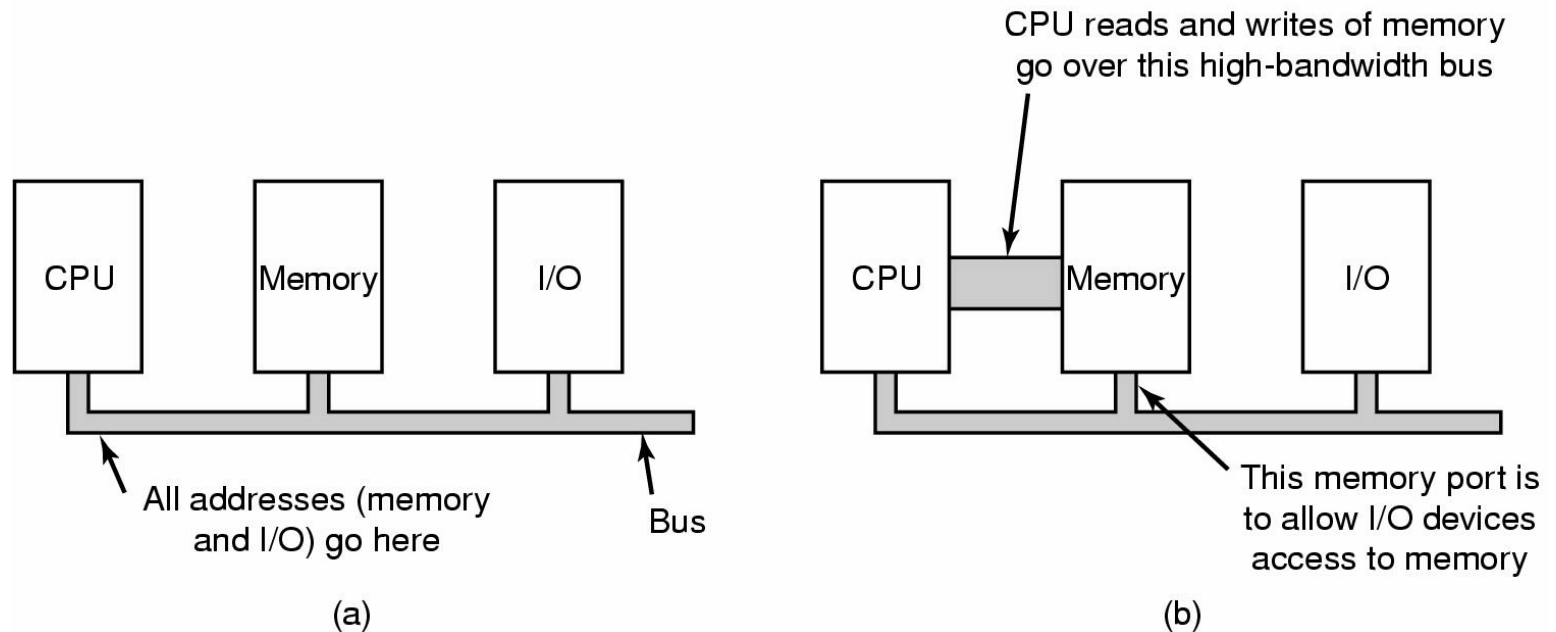 CPU reads and writes of memory
go over this high-bandwidth bus
CPU
Memory
I/O
CPU
Memory
I/O
All addresses (memory
and I/O) go here
Bus
This memory port is
to allow I/O devices
access to memory
(a)
(b)